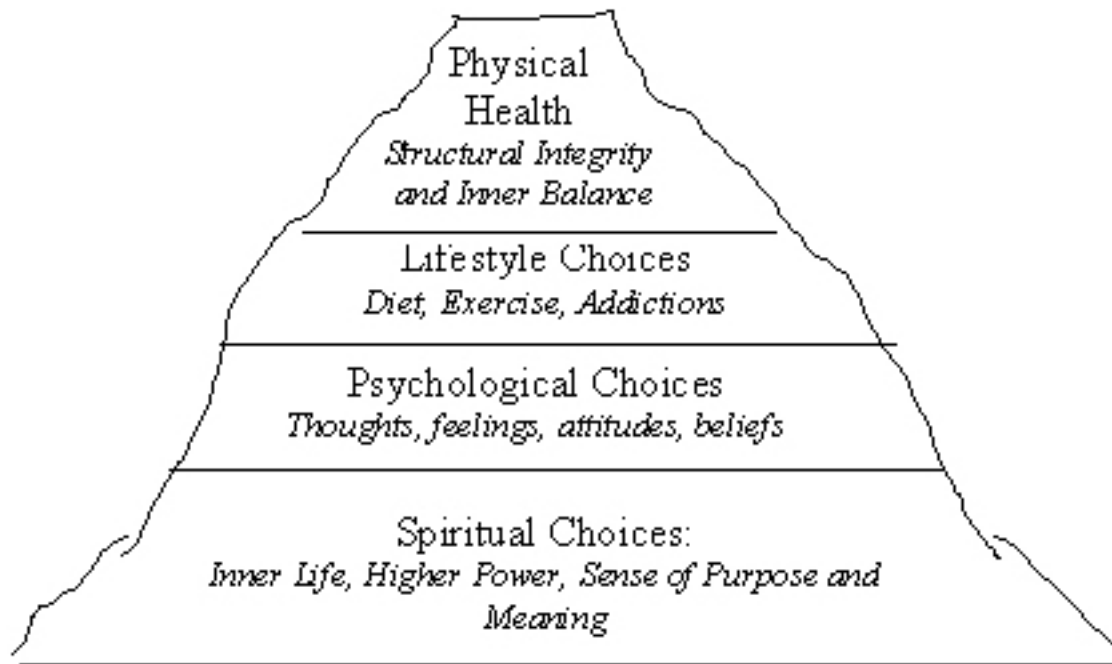 Physical
Health
Structural Integrity
and Inner Balance
Lifestyle Choices
Diet, Exercise, Addictions
Psychological Choices
Thoughts, feelings, attitudes, beliefs
Spiritual Choices:
Inner Life, Higher Power, Sense of Purpose and
Meaning